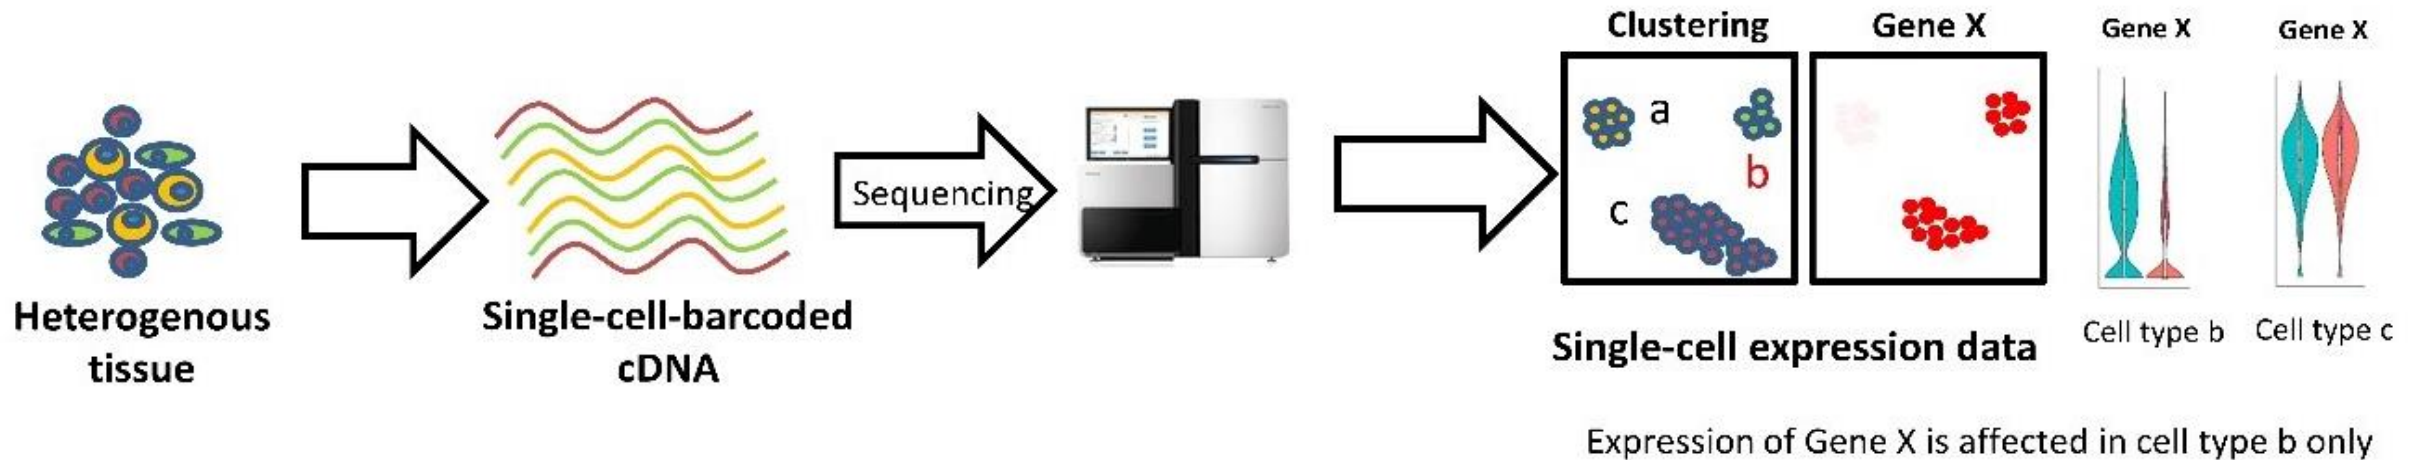 Heterogenous
tissue
Single-cell-barcoded
cDNA
Sequencing
Clustering
Gene X
a
b
c
Single-cell expression data
Gene X
Cell type b
Gene X
Cell type c
Expression of Gene X is affected in cell type b only